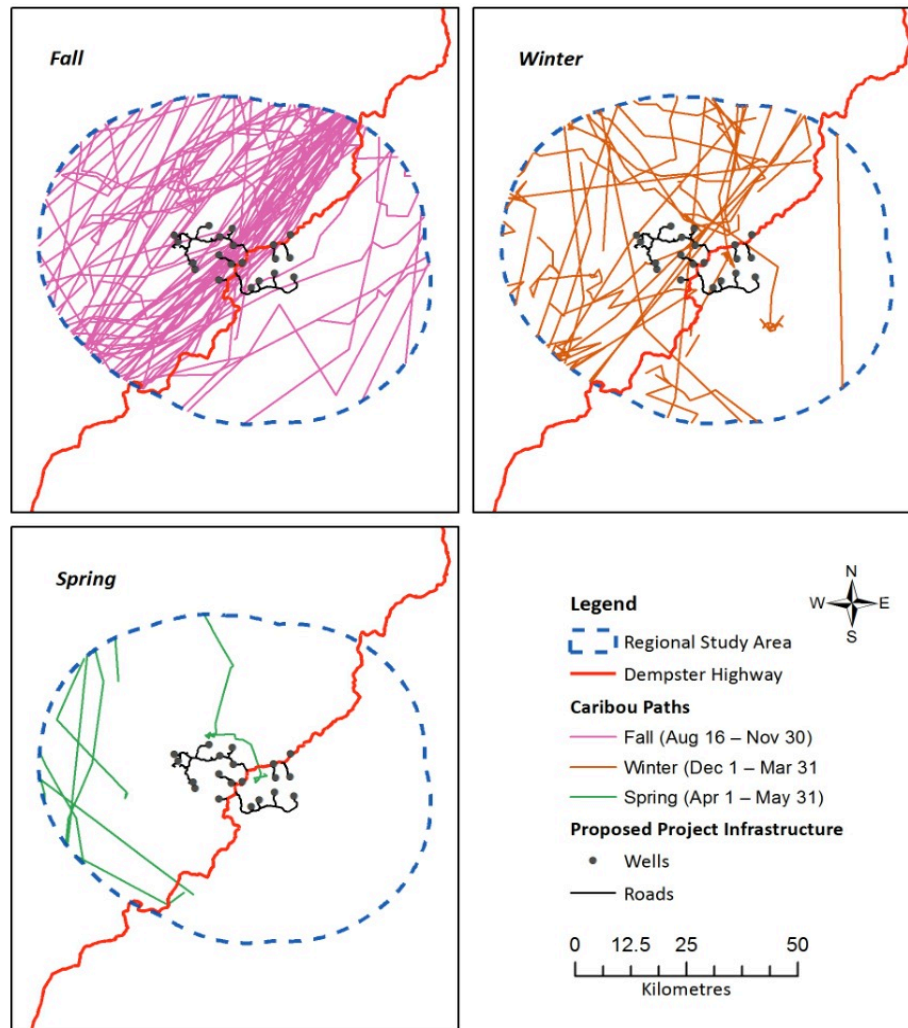 Fall
Winter
Spring
N
W E
S
Legend
Regional Study Area
Dempster Highway
Caribou Paths
Fall (Aug 16 – Nov 30)
Winter (Dec 1 – Mar 31
Spring (Apr 1 – May 31)
Proposed Project Infrastructure
Wells
Roads
0 12.5 25 50
Kilometres